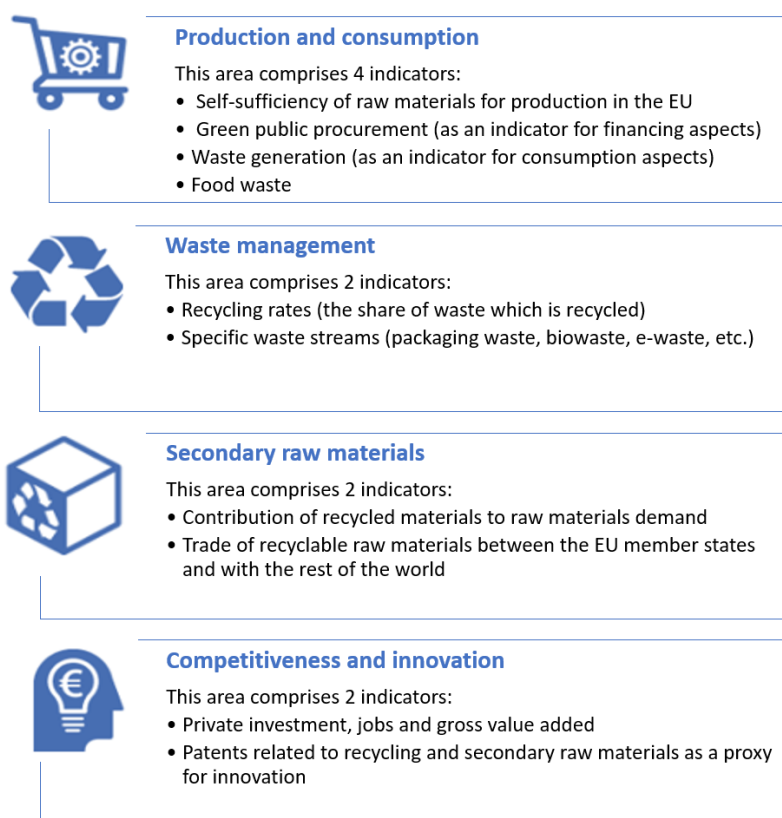 Production and consumption
This area comprises 4 indicators:
• Self-sufficiency of raw materials for production in the EU
• Green public procurement (as an indicator for financing aspects)
• Waste generation (as an indicator for consumption aspects)
• Food waste
Waste management
This area comprises 2 indicators:
• Recycling rates (the share of waste which is recycled)
• Specific waste streams (packaging waste, biowaste, e-waste, etc.)
Secondary raw materials
This area comprises 2 indicators:
• Contribution of recycled materials to raw materials demand
• Trade of recyclable raw materials between the EU member states
and with the rest of the world
€
Competitiveness and innovation
This area comprises 2 indicators:
• Private investment, jobs and gross value added
• Patents related to recycling and secondary raw materials as a proxy
for innovation